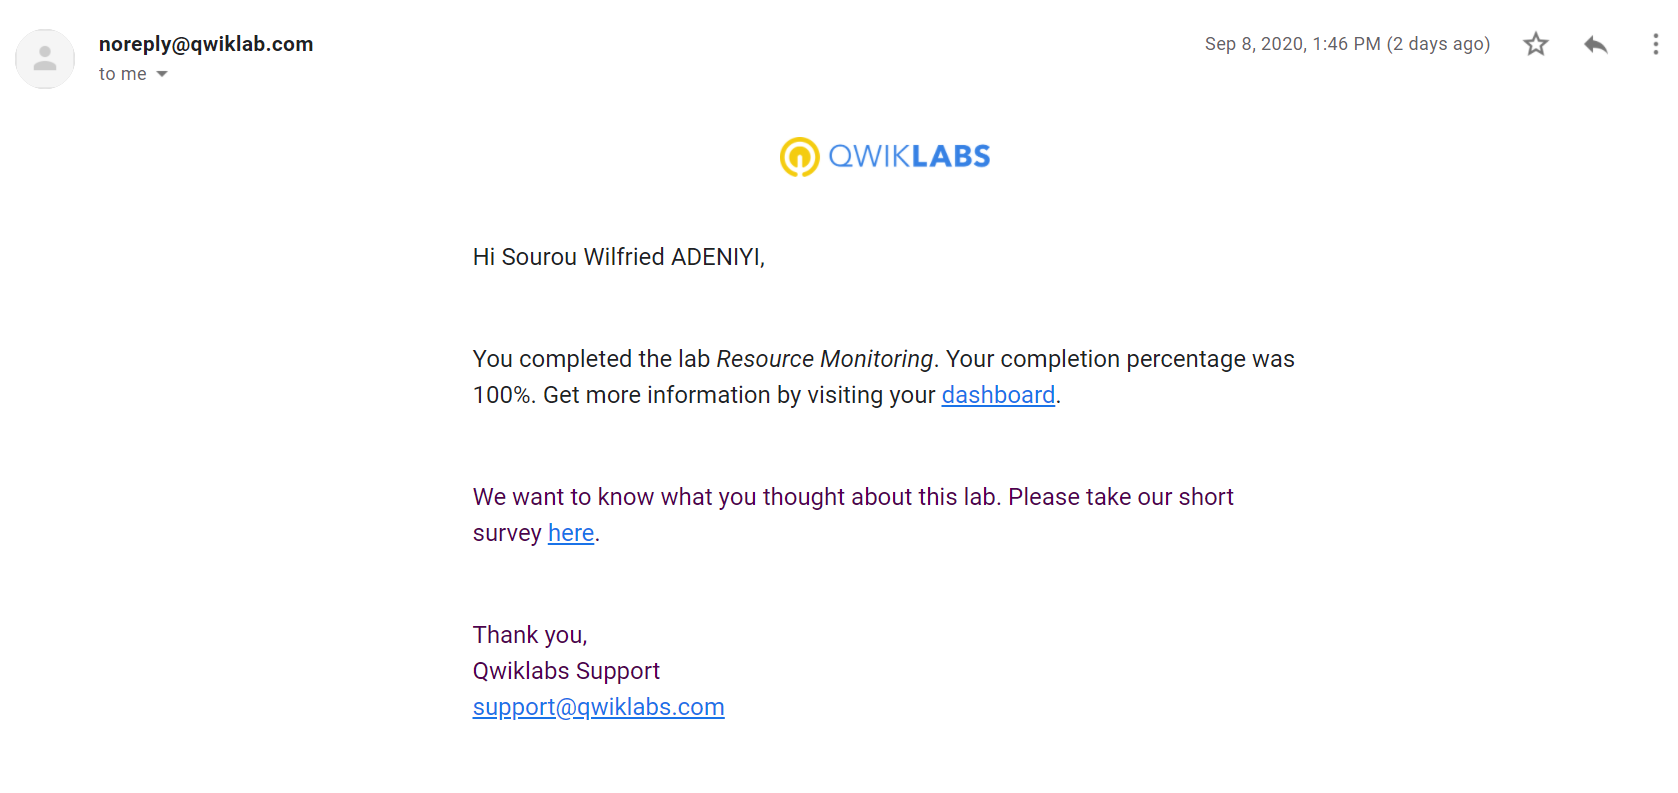 noreply@qwiklab.com
Sep 8, 2020, 1:46 PM (2 days ago)
to me
QWIKLABS
Hi Sourou Wilfried ADENIYI,
You completed the lab Resource Monitoring. Your completion percentage was
100%. Get more information by visiting your dashboard.
We want to know what you thought about this lab. Please take our short
survey here.
Thank you,
Qwiklabs Support
support@qwiklabs.com